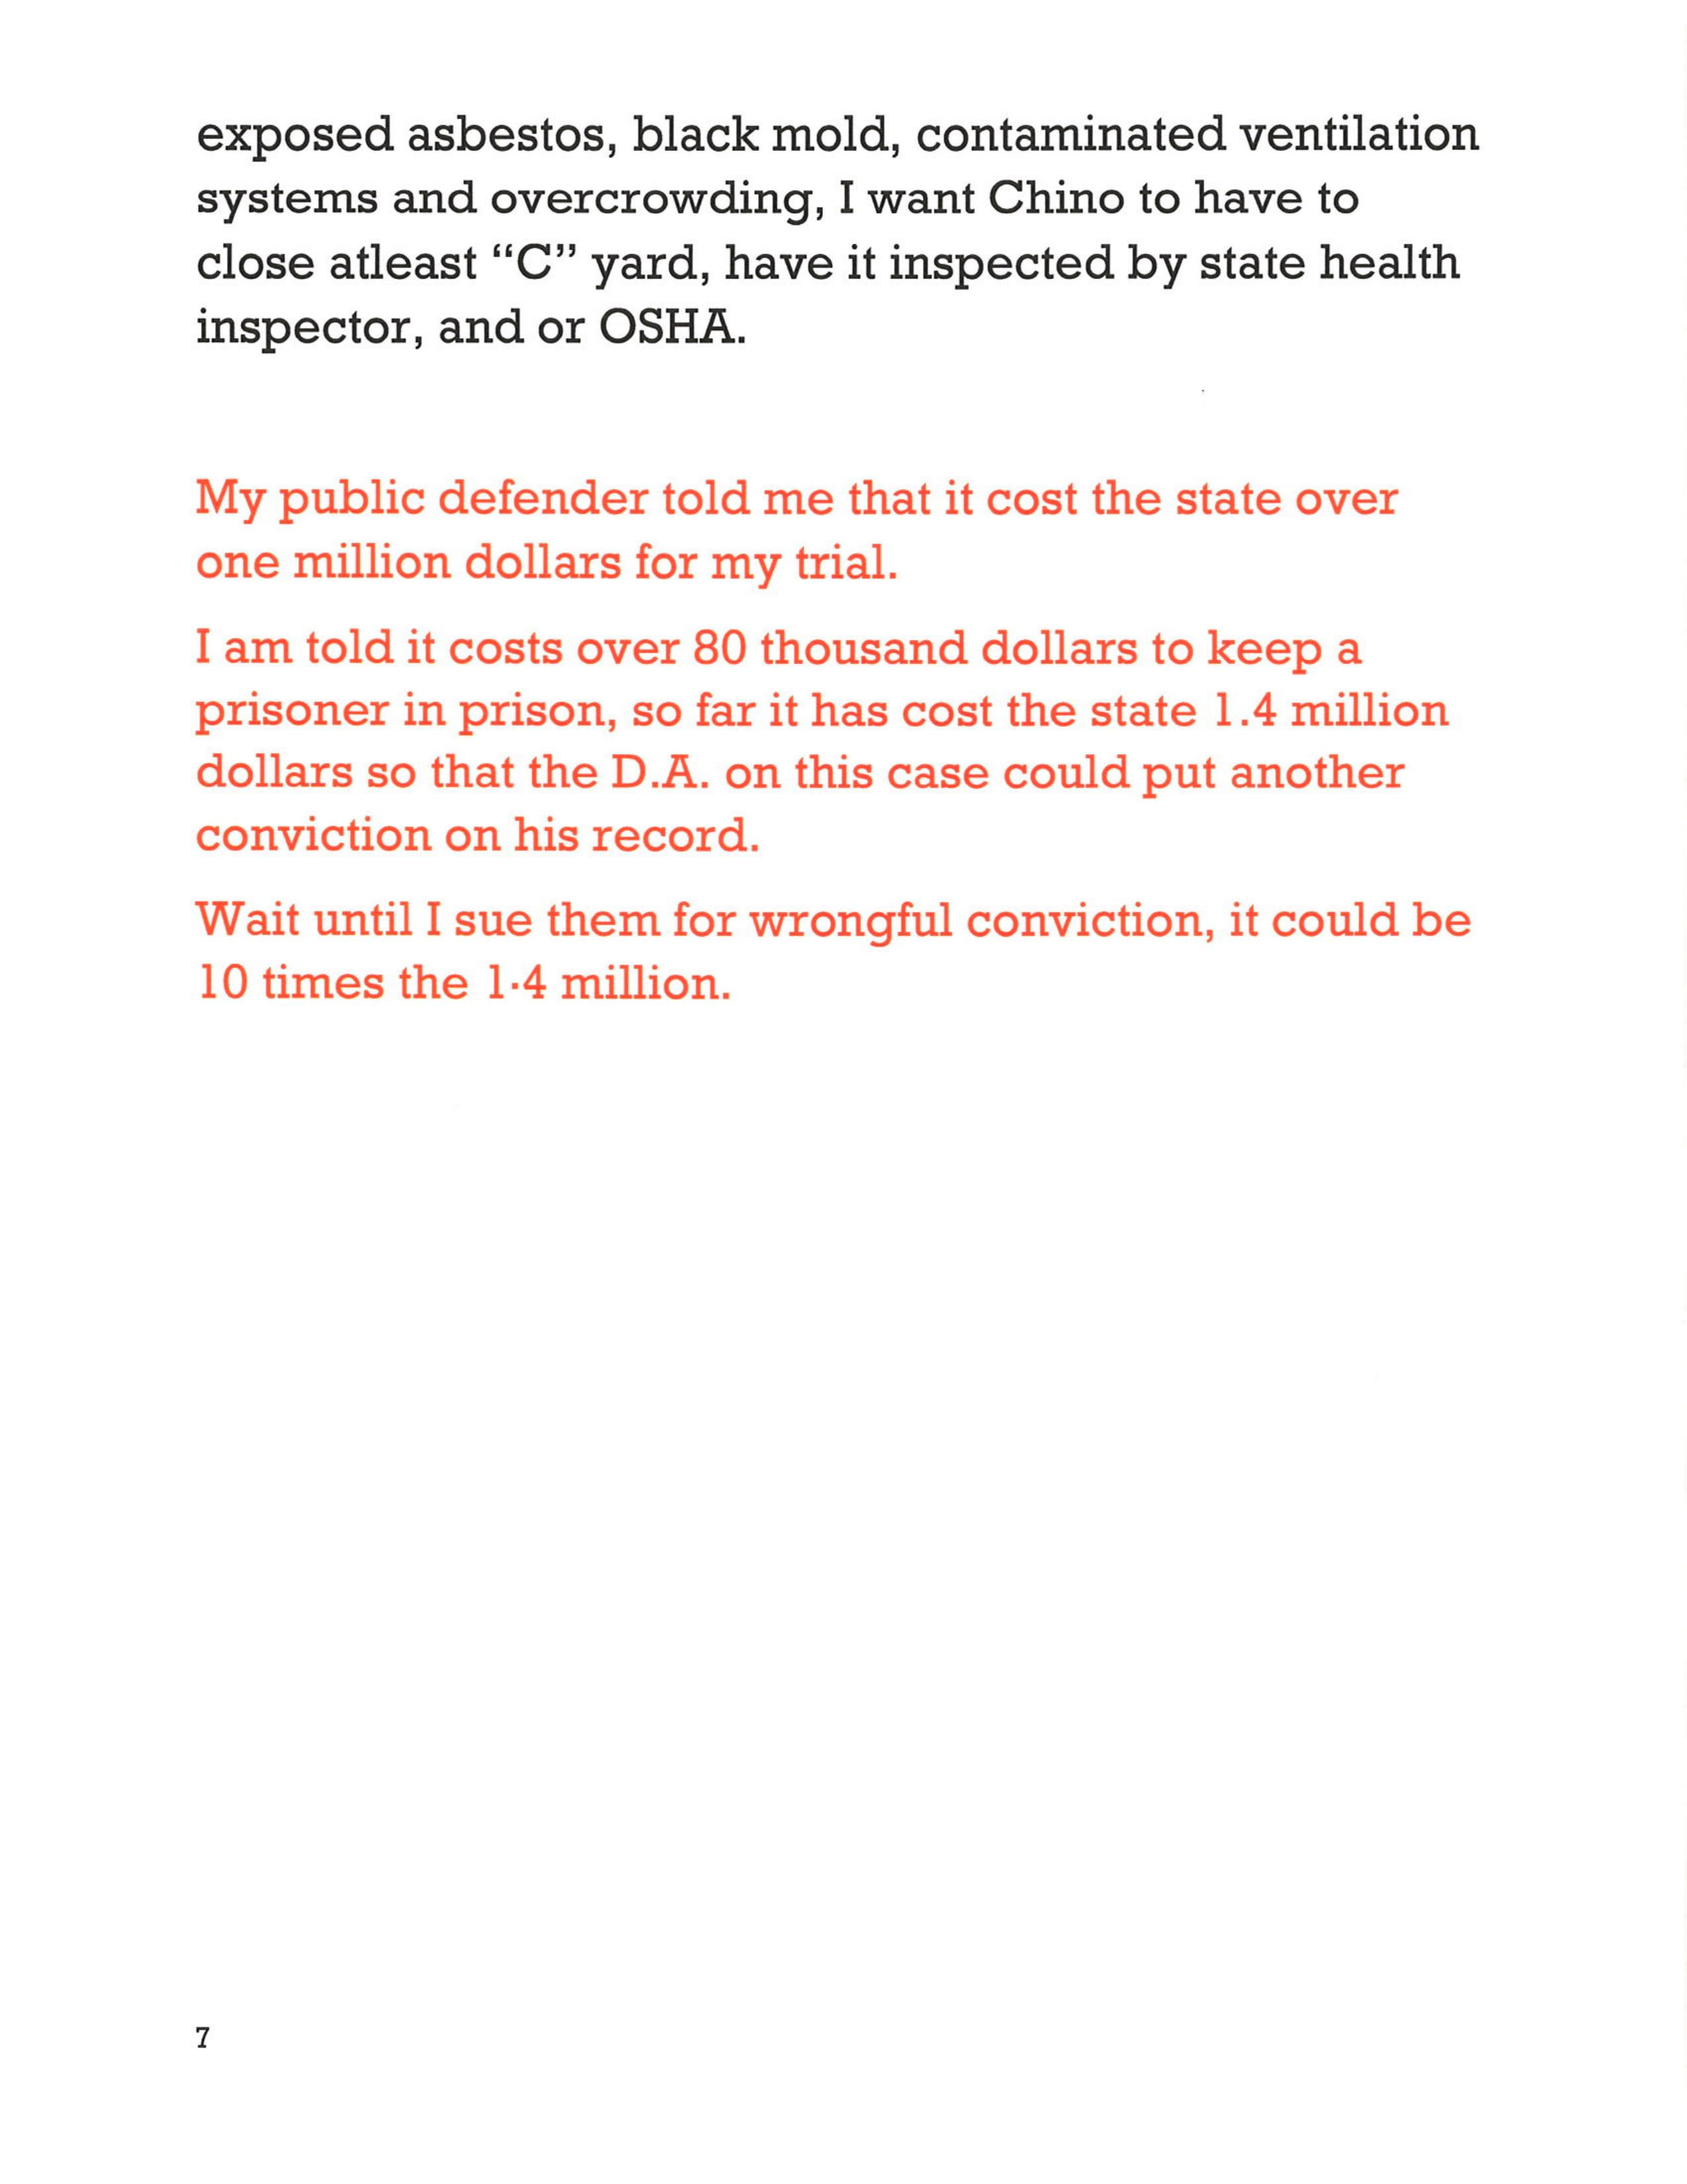 exposed asbestos, black mold, contaminated ventilation
systems and overcrowding, I want Chino to have to
close atleast “C” yard, have it inspected by state health
inspector, and or OSHA.
My public defender told me that it cost the state over
one million dollars for my trial.
I am told it costs over 80 thousand dollars to keep a
prisoner in prison, so far it has cost the state 1.4 million
dollars so that the D.A. on this case could put another
conviction on his record.
Wait until I sue them for wrongful conviction, it could be
10 times the 1·4 million.
7